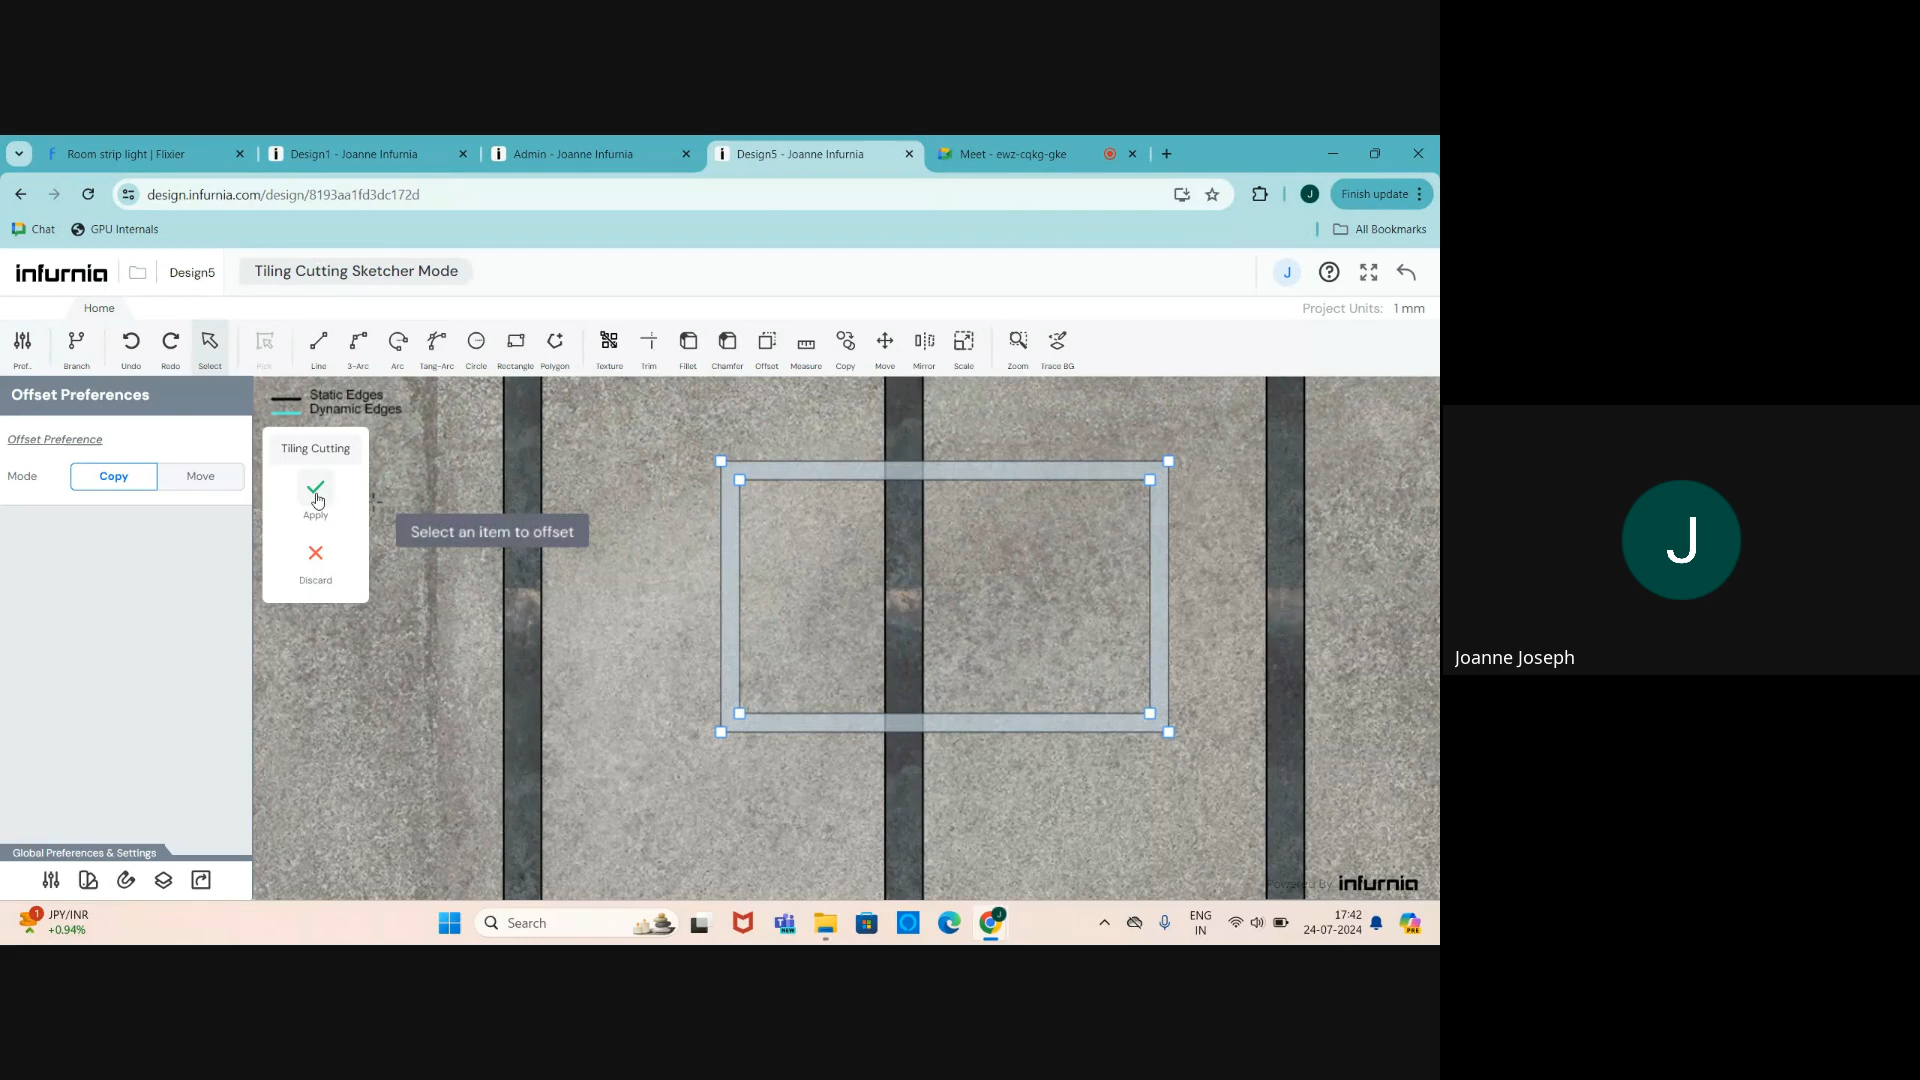 Room strip light | Flixier
Design1 - Joanne Infurnia
Admin - Joanne Infurnia
Design5 - Joanne Infurnia
Meet - ewz-cqkg-gke
design.infurnia.com/design/8193aa1fd3dc172d
J
Finish update
Chat
GPU Internals
All Bookmarks
infurnia
Design5
Tiling Cutting Sketcher Mode
J
Home
Project Units: 1 mm
Pref..
Branch
Undo
Redo
Select
Pick
Line
3-Arc
Arc
Tang-Arc
Circle
Rectangle
Polygon
Texture
Trim
Fillet
Chamfer
Offset
Measure
Copy
Move
Mirror
Scale
Zoom
Trace BG
Offset Preferences
Offset Preference
Mode
Copy
Move
Static Edges
Dynamic Edges
Tiling Cutting
Apply
Discard
Select an item to offset
J
Joanne Joseph
Global Preferences & Settings
Powered By infurnia
1
JPY/INR
+0.94%
Search
NEW
J
ENG
IN
17:42
24-07-2024
PRE